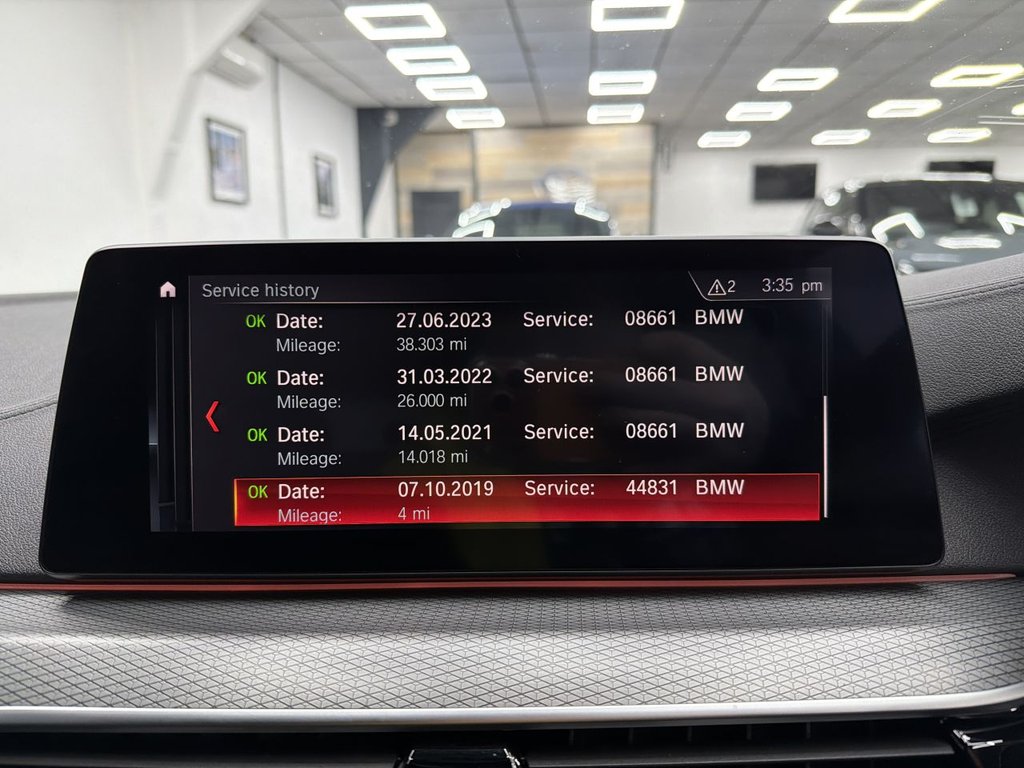 Service history 2 3:35 pm
OK Date: 27.06.2023 Service: 08661 BMW
Mileage: 38.303 mi
OK Date: 31.03.2022 Service: 08661 BMW
Mileage: 26.000 mi
OK Date: 14.05.2021 Service: 08661 BMW
Mileage: 14.018 mi
OK Date: 07.10.2019 Service: 44831 BMW
Mileage: 4 mi